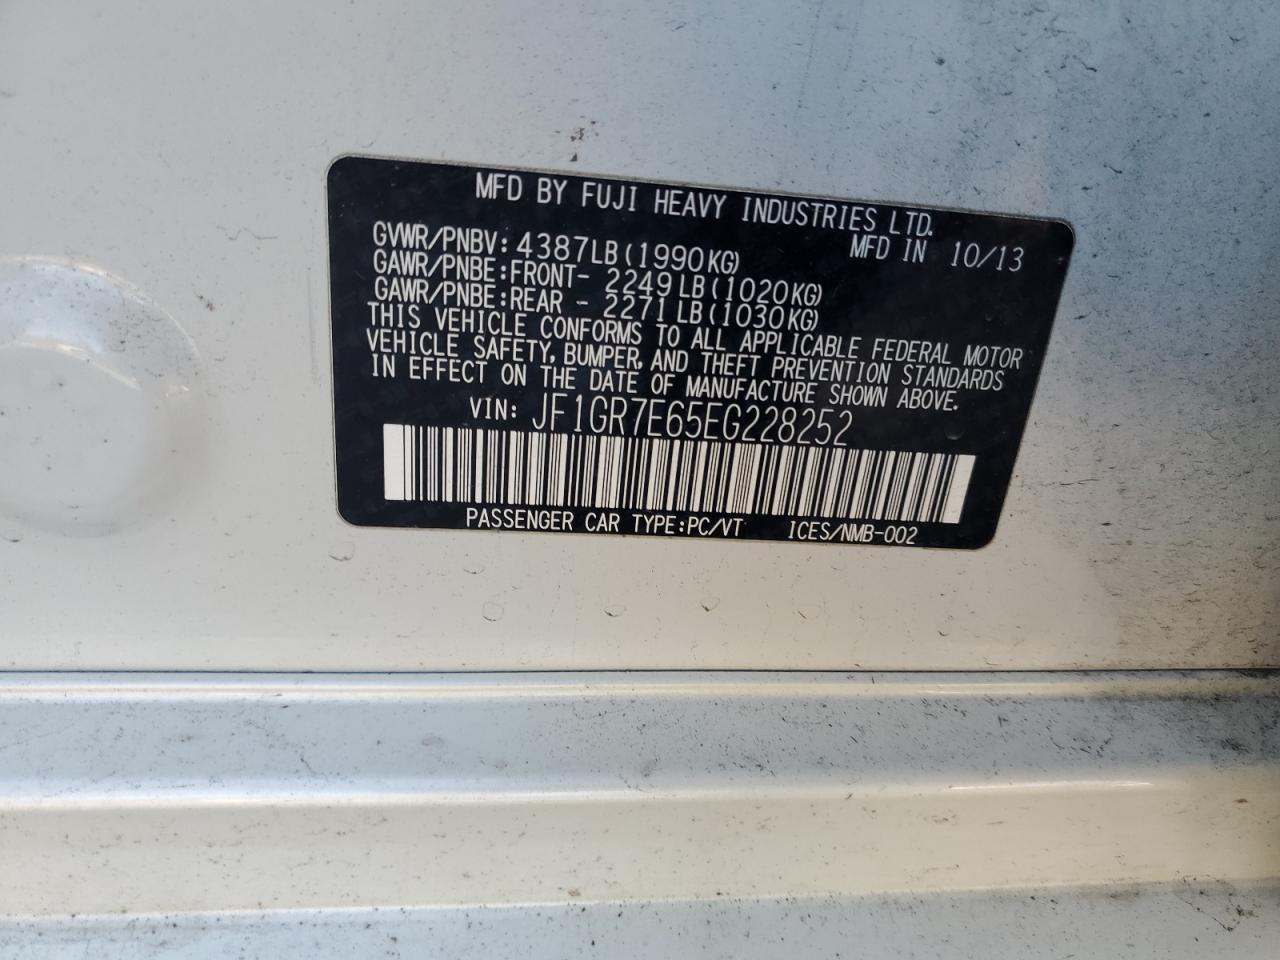 MFD BY FUJI HEAVY INDUSTRIES LTD.
MFD IN 10/13
GVWR/PNBV: 4387LB(1990KG)
GAWR/PNBE:FRONT- 2249LB(1020KG)
GAWR/PNBE:REAR - 2271LB(1030KG)
THIS VEHICLE CONFORMS TO ALL APPLICABLE FEDERAL MOTOR
VEHICLE SAFETY, BUMPER, AND THEFT PREVENTION STANDARDS
IN EFFECT ON THE DATE OF MANUFACTURE SHOWN ABOVE.
VIN: JF1GR7E65EG228252
PASSENGER CAR TYPE:PC/VT ICES/NMB-002